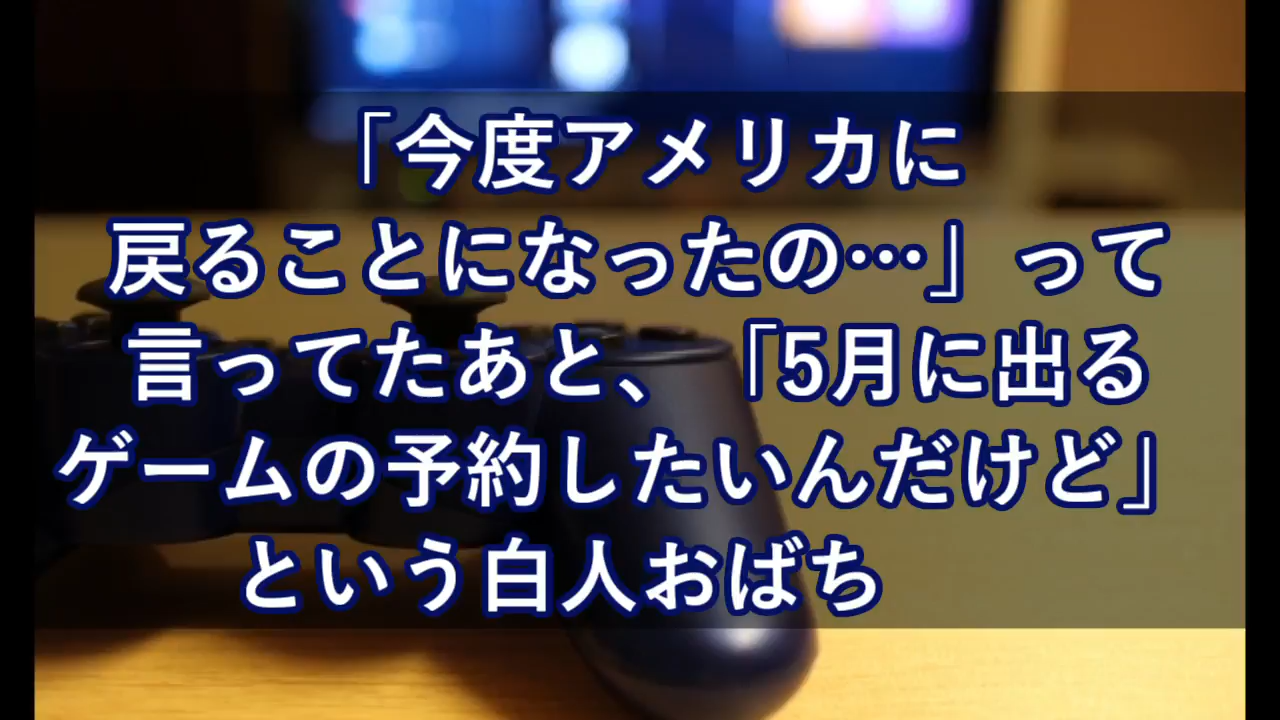 「今度アメリカに
戻ることになったの…」って
言ってたあと、「5月に出る
ゲームの予約したいんだけど」
という白人おばち